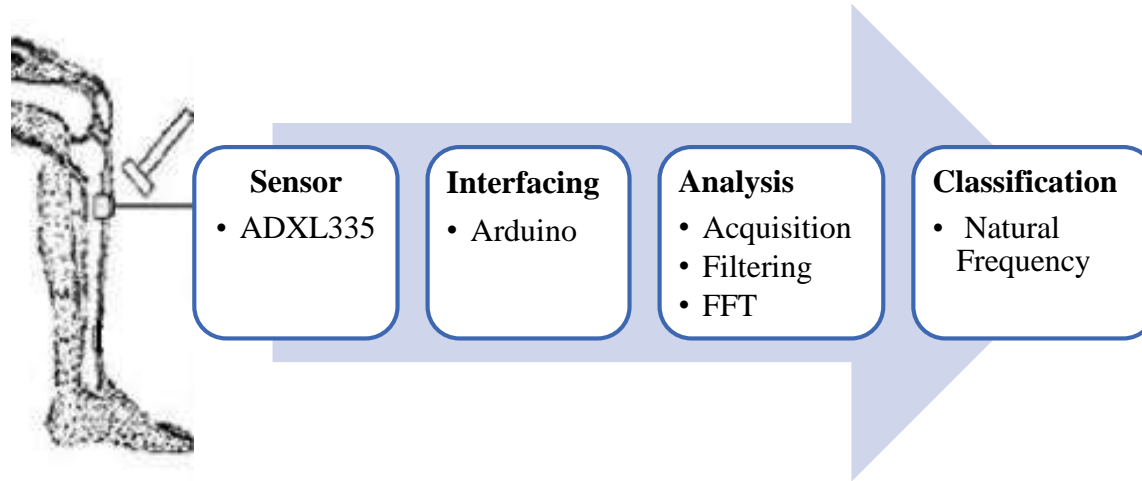 Sensor
• ADXL335
Interfacing
• Arduino
Analysis
• Acquisition
• Filtering
• FFT
Classification
• Natural
Frequency